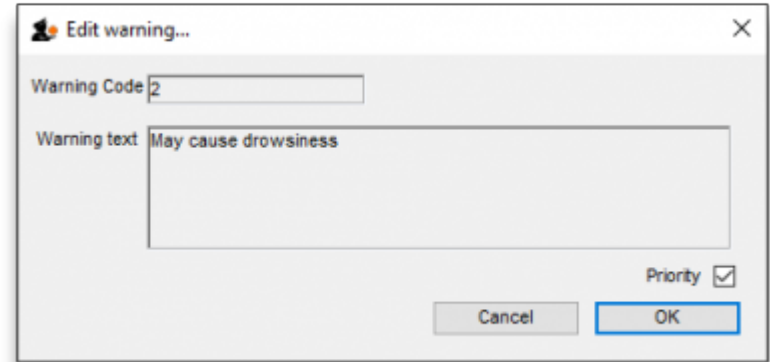 Edit warning...
Warning Code 2
Warning text May cause drowsiness
Priority
Cancel OK